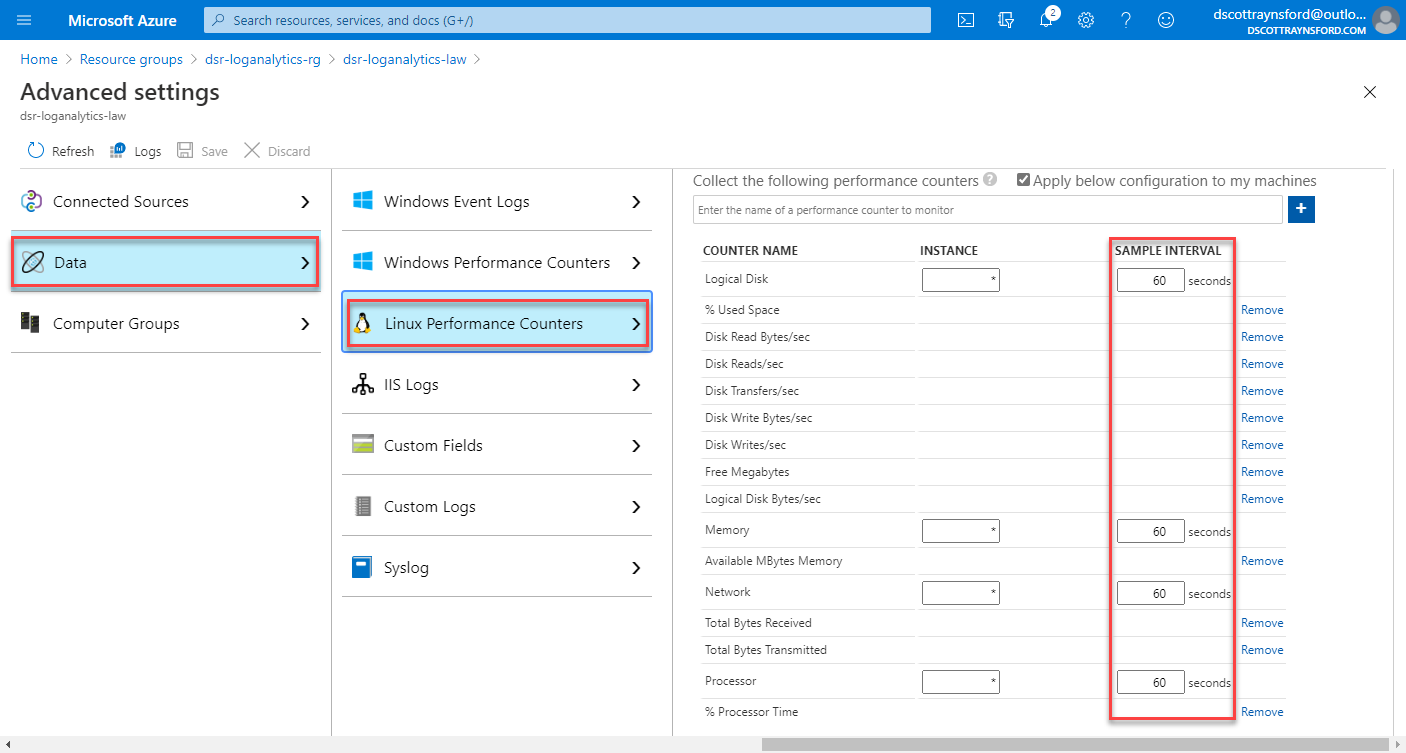 Microsoft Azure
Search resources, services, and docs (G+/)
2
dscottraynsford@outlo...
DSCOTTRAYNSFORD.COM
Home > Resource groups > dsr-loganalytics-rg > dsr-loganalytics-law >
Advanced settings
dsr-loganalytics-law
Refresh Logs Save Discard
Connected Sources
Data
Computer Groups
Windows Event Logs
Windows Performance Counters
Linux Performance Counters
IIS Logs
Custom Fields
Custom Logs
Syslog
Collect the following performance counters ? Apply below configuration to my machines
Enter the name of a performance counter to monitor +
COUNTER NAME INSTANCE SAMPLE INTERVAL
Logical Disk * 60 seconds
% Used Space Remove
Disk Read Bytes/sec Remove
Disk Reads/sec Remove
Disk Transfers/sec Remove
Disk Write Bytes/sec Remove
Disk Writes/sec Remove
Free Megabytes Remove
Logical Disk Bytes/sec Remove
Memory * 60 seconds
Available MBytes Memory Remove
Network * 60 seconds
Total Bytes Received Remove
Total Bytes Transmitted Remove
Processor * 60 seconds
% Processor Time Remove